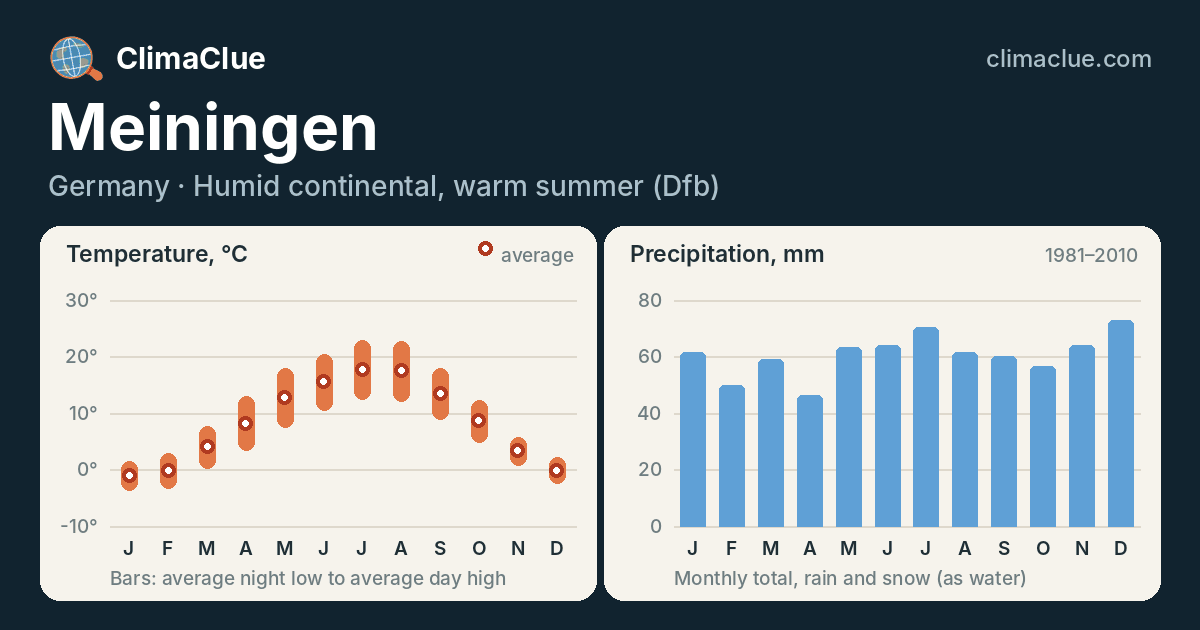 ClimaClue
climaclue.com
Meiningen
Germany · Humid continental, warm summer (Dfb)
Temperature, °C
average
30°
20°
10°
0°
-10°
J F M A M J J A S O N D
Bars: average night low to average day high
Precipitation, mm
1981–2010
80
60
40
20
0
J F M A M J J A S O N D
Monthly total, rain and snow (as water)